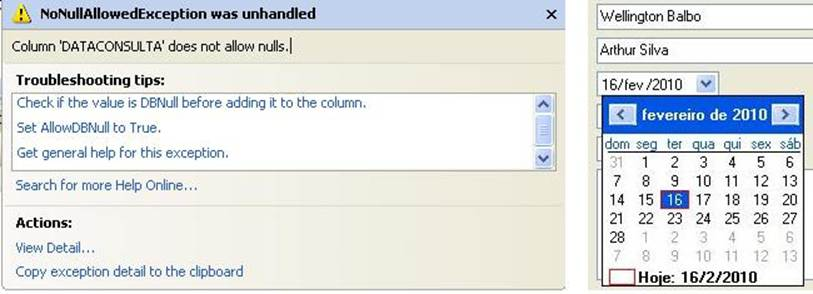 NoNullAllowedException was unhandled
Column 'DATACONSULTA' does not allow nulls.
Troubleshooting tips:
Check if the value is DBNull before adding it to the column.
Set AllowDBNull to True.
Get general help for this exception.
Search for more Help Online...
Actions:
View Detail...
Copy exception detail to the clipboard
Wellington Balbo
Arthur Silva
16/fev /2010
fevereiro de 2010
dom seg ter qua qui sex sáb
31 1 2 3 4 5 6
7 8 9 10 11 12 13
14 15 16 17 18 19 20
21 22 23 24 25 26 27
28 1 2 3 4 5 6
7 8 9 10 11 12 13
Hoje: 16/2/2010